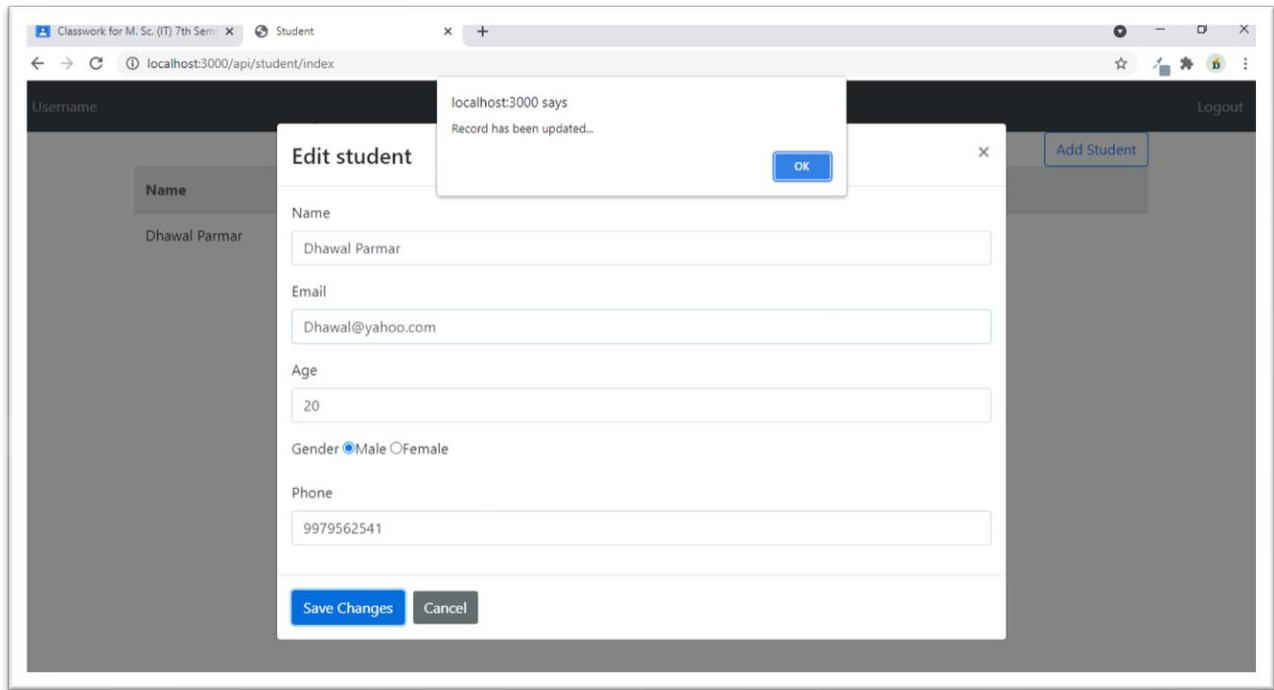 Classwork for M. Sc. (IT) 7th Sem
Student
localhost:3000/api/student/index
Username
Logout
localhost:3000 says
Record has been updated...
OK
Edit student
Add Student
Name
Dhawal Parmar
Name
Dhawal Parmar
Email
Dhawal@yahoo.com
Age
20
Gender Male Female
Phone
9979562541
Save Changes
Cancel